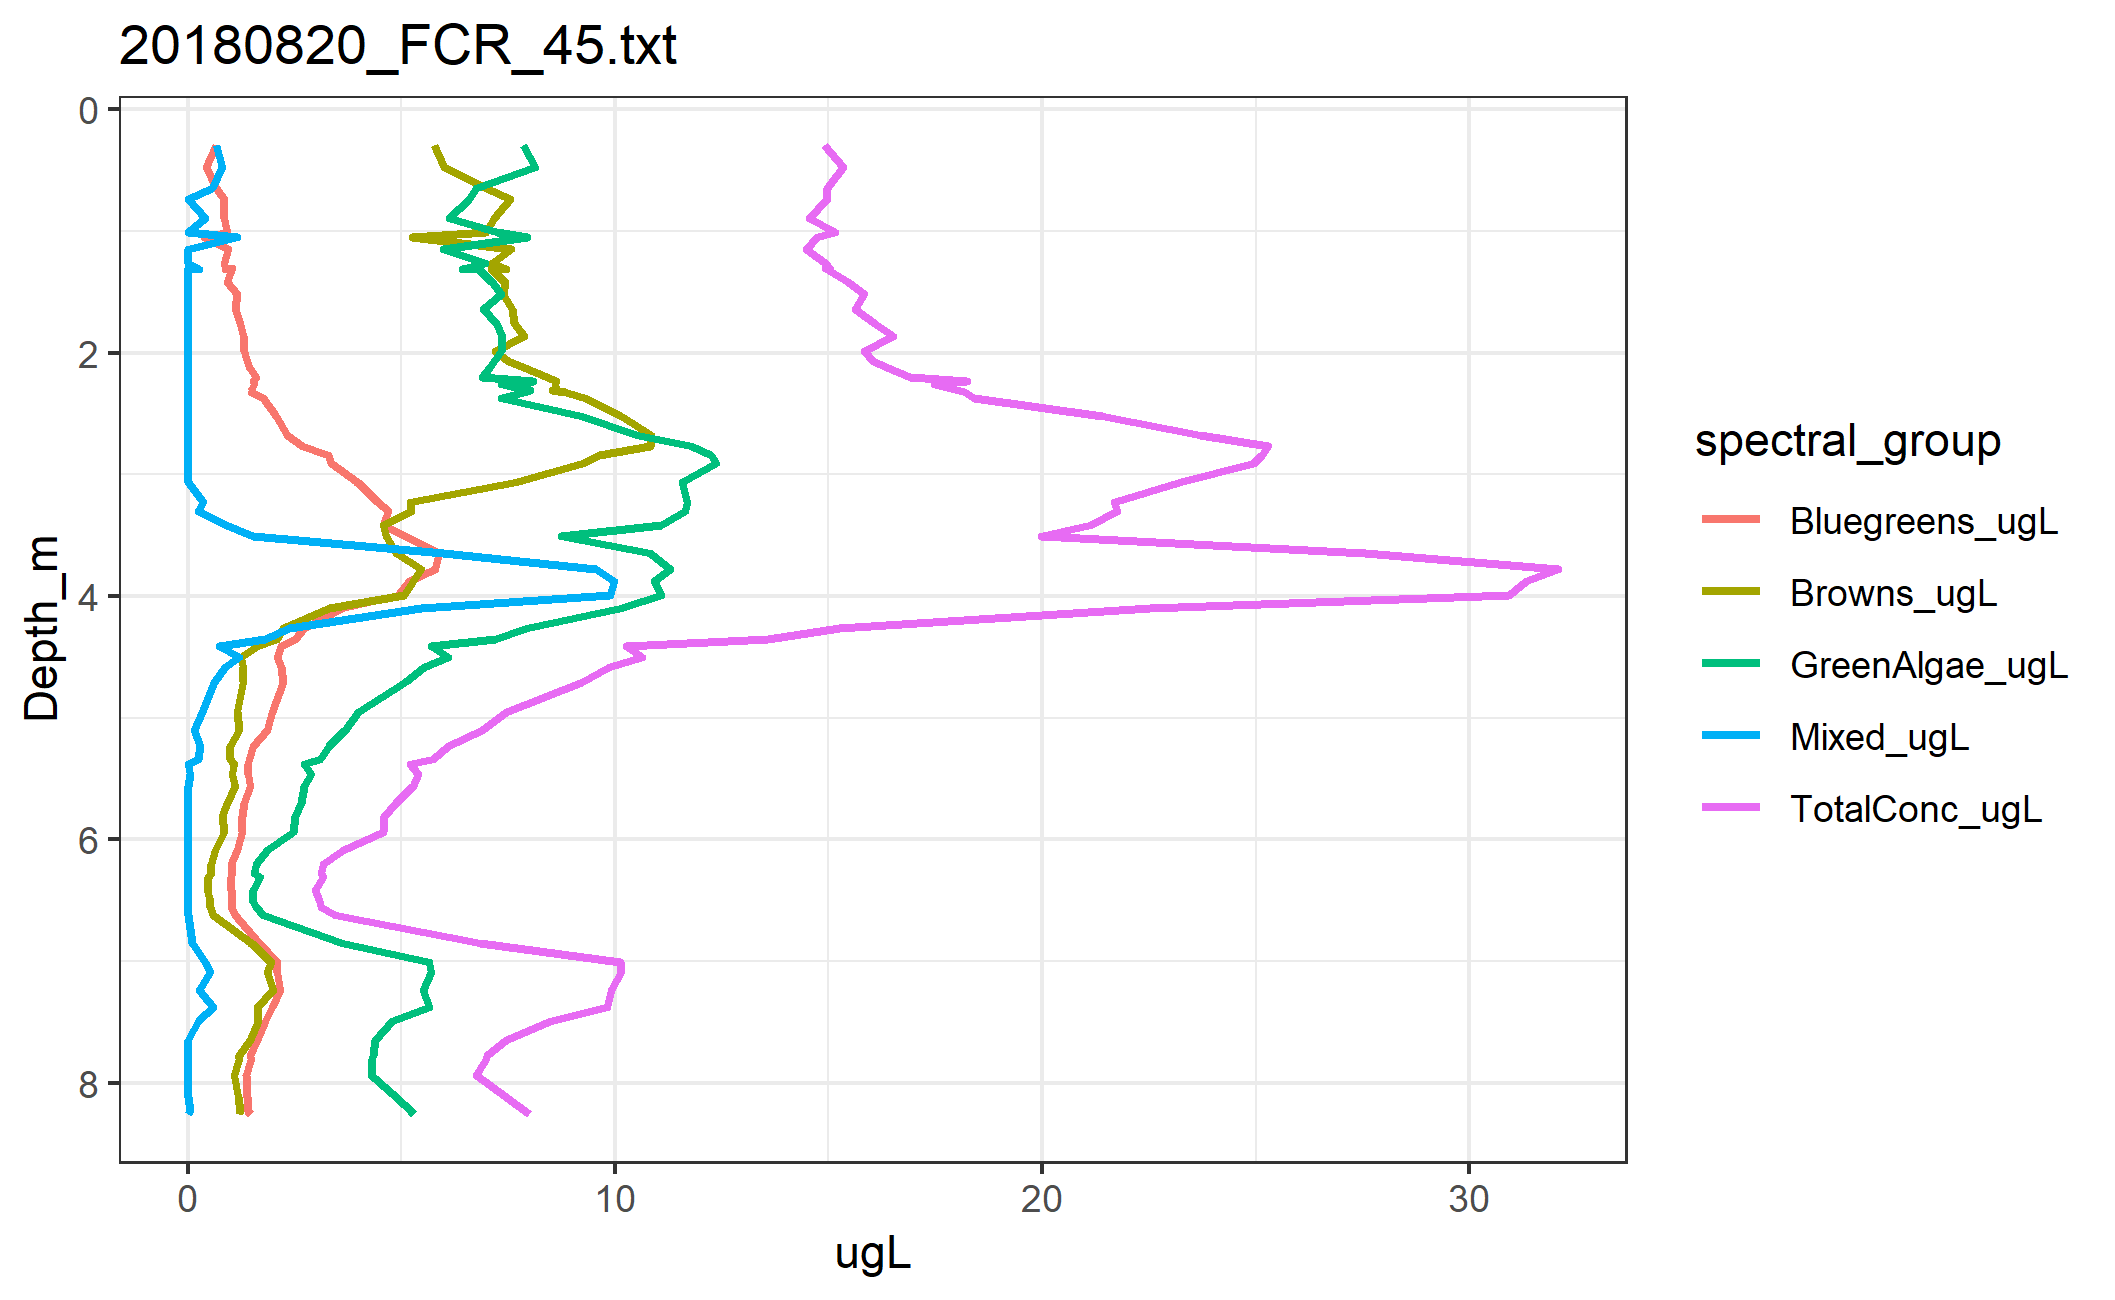 20180820_FCR_45.txt
0
2
4
6
8
Depth_m
0 10 20 30
ugL
spectral_group
Bluegreens_ugL
Browns_ugL
GreenAlgae_ugL
Mixed_ugL
TotalConc_ugL